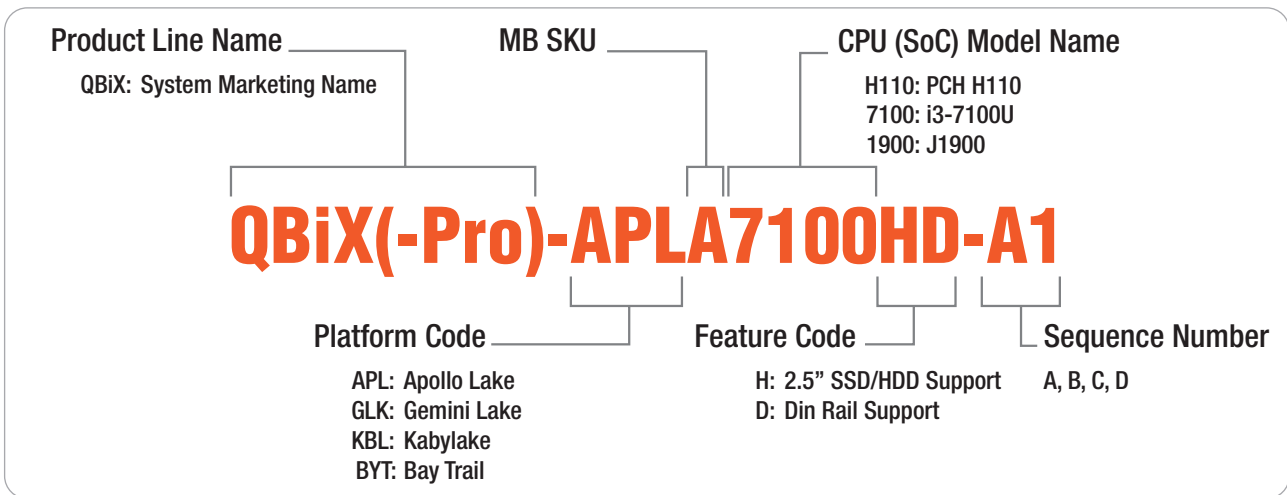 Product Line Name
QBiX: System Marketing Name
MB SKU
CPU (SoC) Model Name
H110: PCH H110
7100: i3-7100U
1900: J1900
QBiX(-Pro)-APLA7100HD-A1
Platform Code
APL: Apollo Lake
GLK: Gemini Lake
KBL: Kabylake
BYT: Bay Trail
Feature Code
H: 2.5” SSD/HDD Support
D: Din Rail Support
Sequence Number
A, B, C, D